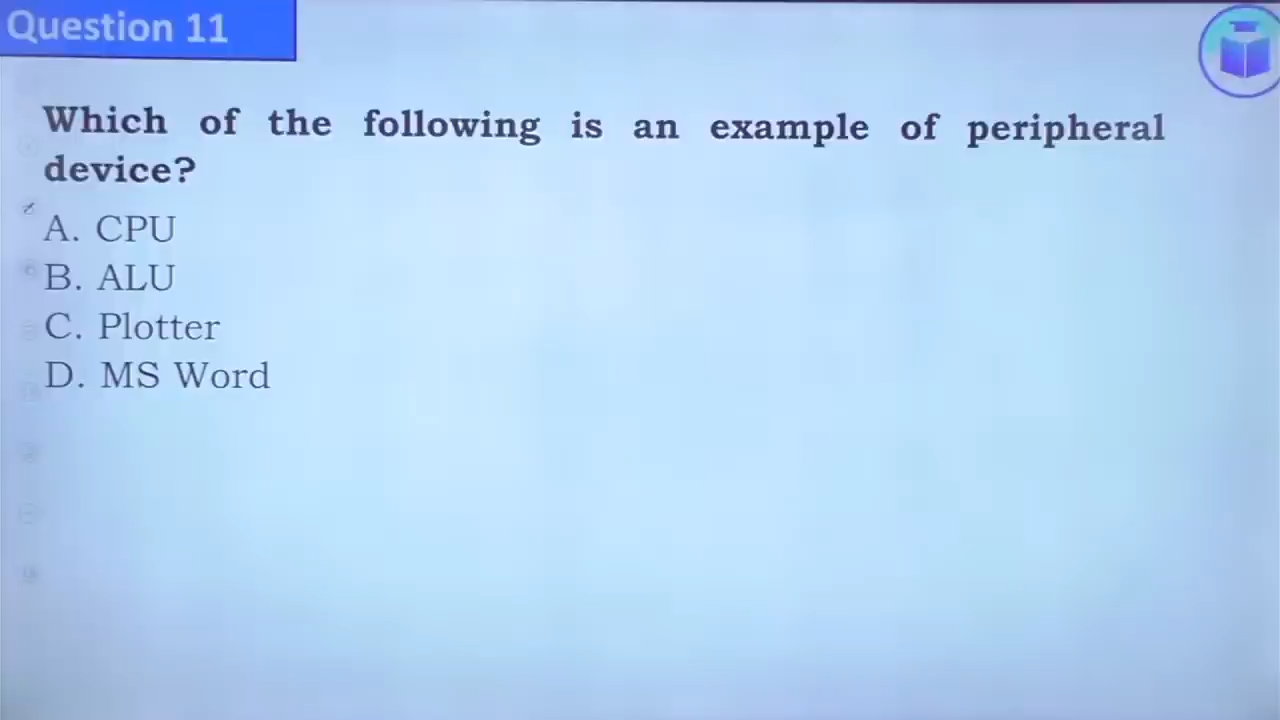 Question 11
Which of the following is an example of peripheral
device?
A. CPU
B. ALU
C. Plotter
D. MS Word